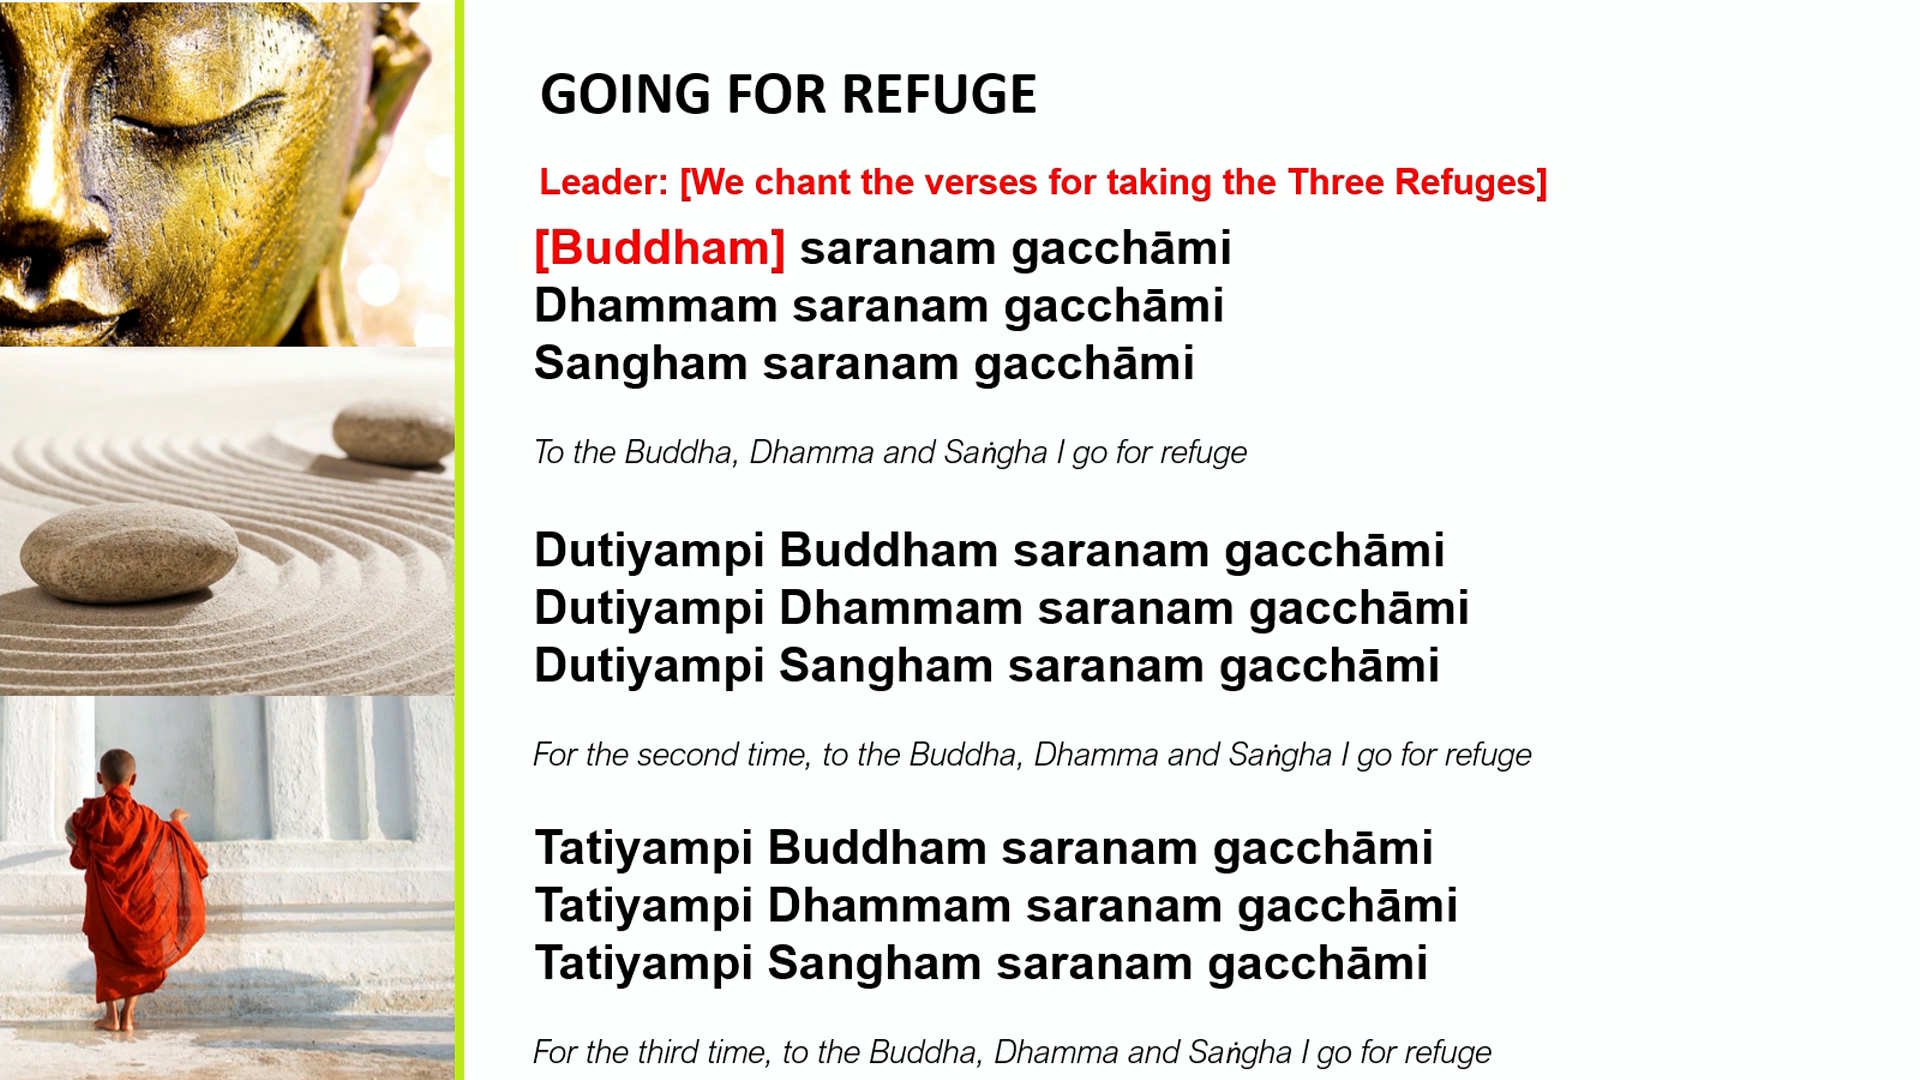 GOING FOR REFUGE
Leader: [We chant the verses for taking the Three Refuges]
[Buddham] saranam gacchāmi
Dhammam saranam gacchāmi
Sangham saranam gacchāmi
To the Buddha, Dhamma and Saṅgha I go for refuge
Dutiyampi Buddham saranam gacchāmi
Dutiyampi Dhammam saranam gacchāmi
Dutiyampi Sangham saranam gacchāmi
For the second time, to the Buddha, Dhamma and Saṅgha I go for refuge
Tatiyampi Buddham saranam gacchāmi
Tatiyampi Dhammam saranam gacchāmi
Tatiyampi Sangham saranam gacchāmi
For the third time, to the Buddha, Dhamma and Saṅgha I go for refuge